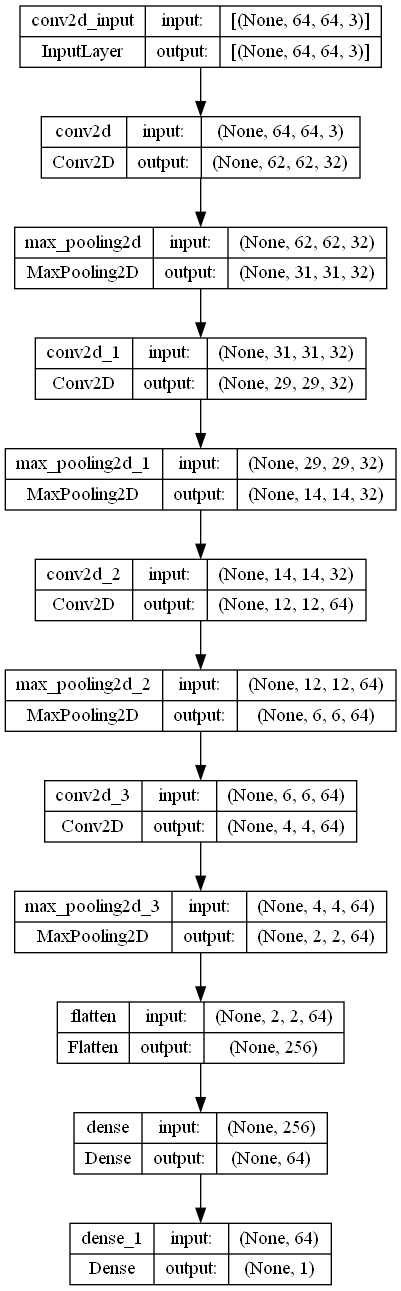 conv2d_input input: [(None, 64, 64, 3)]
InputLayer output: [(None, 64, 64, 3)]
conv2d input: (None, 64, 64, 3)
Conv2D output: (None, 62, 62, 32)
max_pooling2d input: (None, 62, 62, 32)
MaxPooling2D output: (None, 31, 31, 32)
conv2d_1 input: (None, 31, 31, 32)
Conv2D output: (None, 29, 29, 32)
max_pooling2d_1 input: (None, 29, 29, 32)
MaxPooling2D output: (None, 14, 14, 32)
conv2d_2 input: (None, 14, 14, 32)
Conv2D output: (None, 12, 12, 64)
max_pooling2d_2 input: (None, 12, 12, 64)
MaxPooling2D output: (None, 6, 6, 64)
conv2d_3 input: (None, 6, 6, 64)
Conv2D output: (None, 4, 4, 64)
max_pooling2d_3 input: (None, 4, 4, 64)
MaxPooling2D output: (None, 2, 2, 64)
flatten input: (None, 2, 2, 64)
Flatten output: (None, 256)
dense input: (None, 256)
Dense output: (None, 64)
dense_1 input: (None, 64)
Dense output: (None, 1)